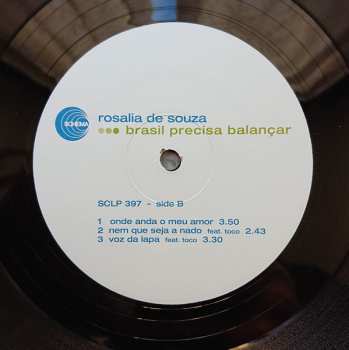 SCHEMA
rosalia de souza
brasil precisa balançar
SCLP 397 - side B
1 onde anda o meu amor 3.50
2 nem que seja a nado feat. toco 2.43
3 voz da lapa feat. toco 3.30